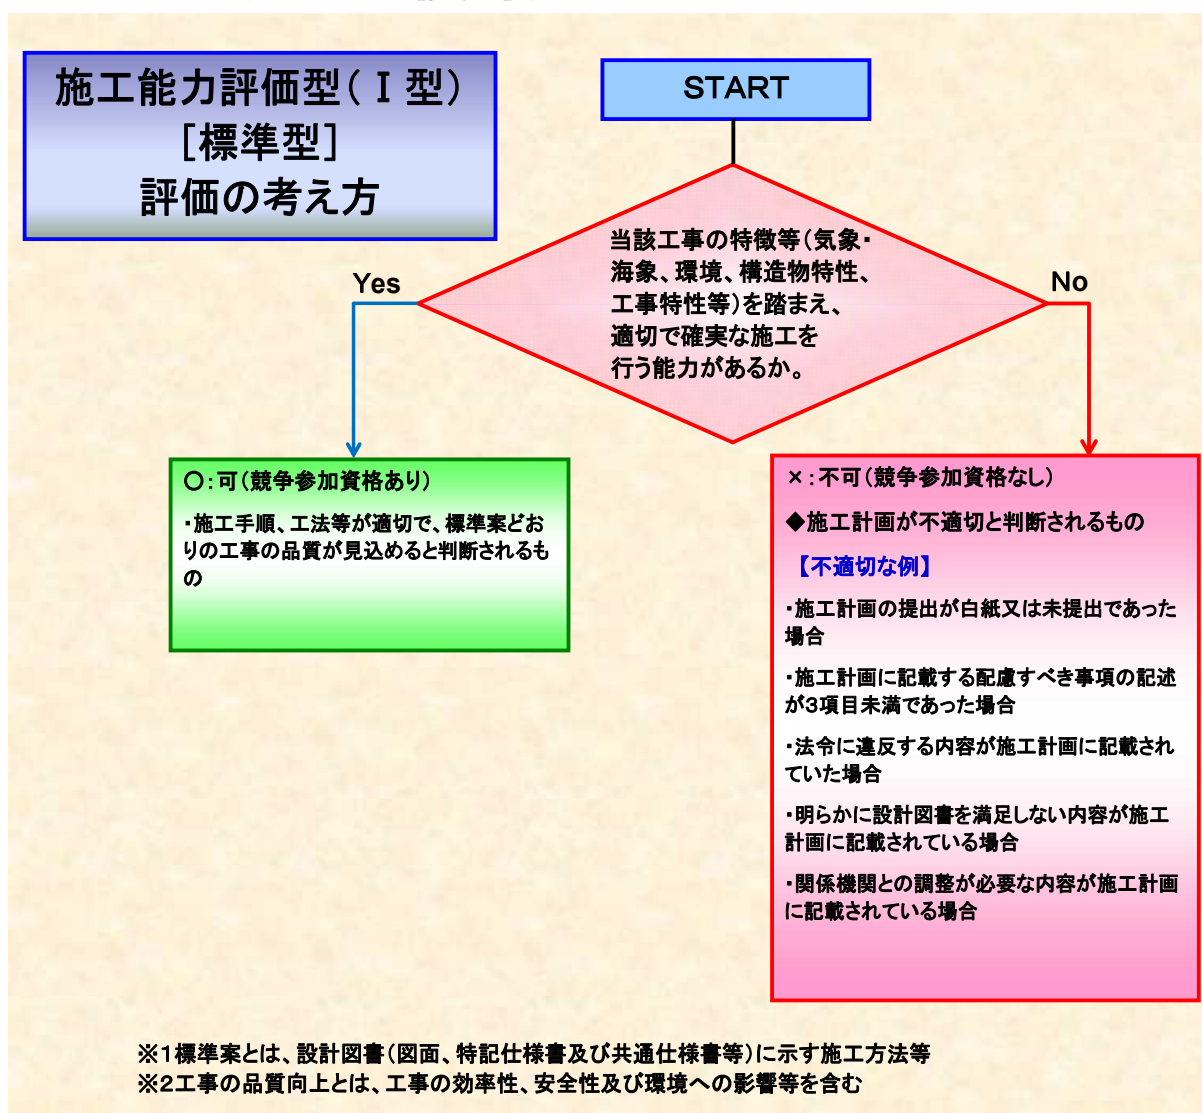 施工能力評価型(Ⅰ型)
[標準型]
評価の考え方
START
当該工事の特徴等(気象・
海象、環境、構造物特性、
工事特性等)を踏まえ、
適切で確実な施工を
行う能力があるか。
Yes
No
○:可(競争参加資格あり)
・施工手順、工法等が適切で、標準案どお
りの工事の品質が見込めると判断されるも
の
×:不可(競争参加資格なし)
◆施工計画が不適切と判断されるもの
【不適切な例】
・施工計画の提出が白紙又は未提出であった
場合
・施工計画に記載する配慮すべき事項の記述
が3項目未満であった場合
・法令に違反する内容が施工計画に記載され
ていた場合
・明らかに設計図書を満足しない内容が施工
計画に記載されている場合
・関係機関との調整が必要な内容が施工計画
に記載されている場合
※1標準案とは、設計図書(図面、特記仕様書及び共通仕様書等)に示す施工方法等
※2工事の品質向上とは、工事の効率性、安全性及び環境への影響等を含む